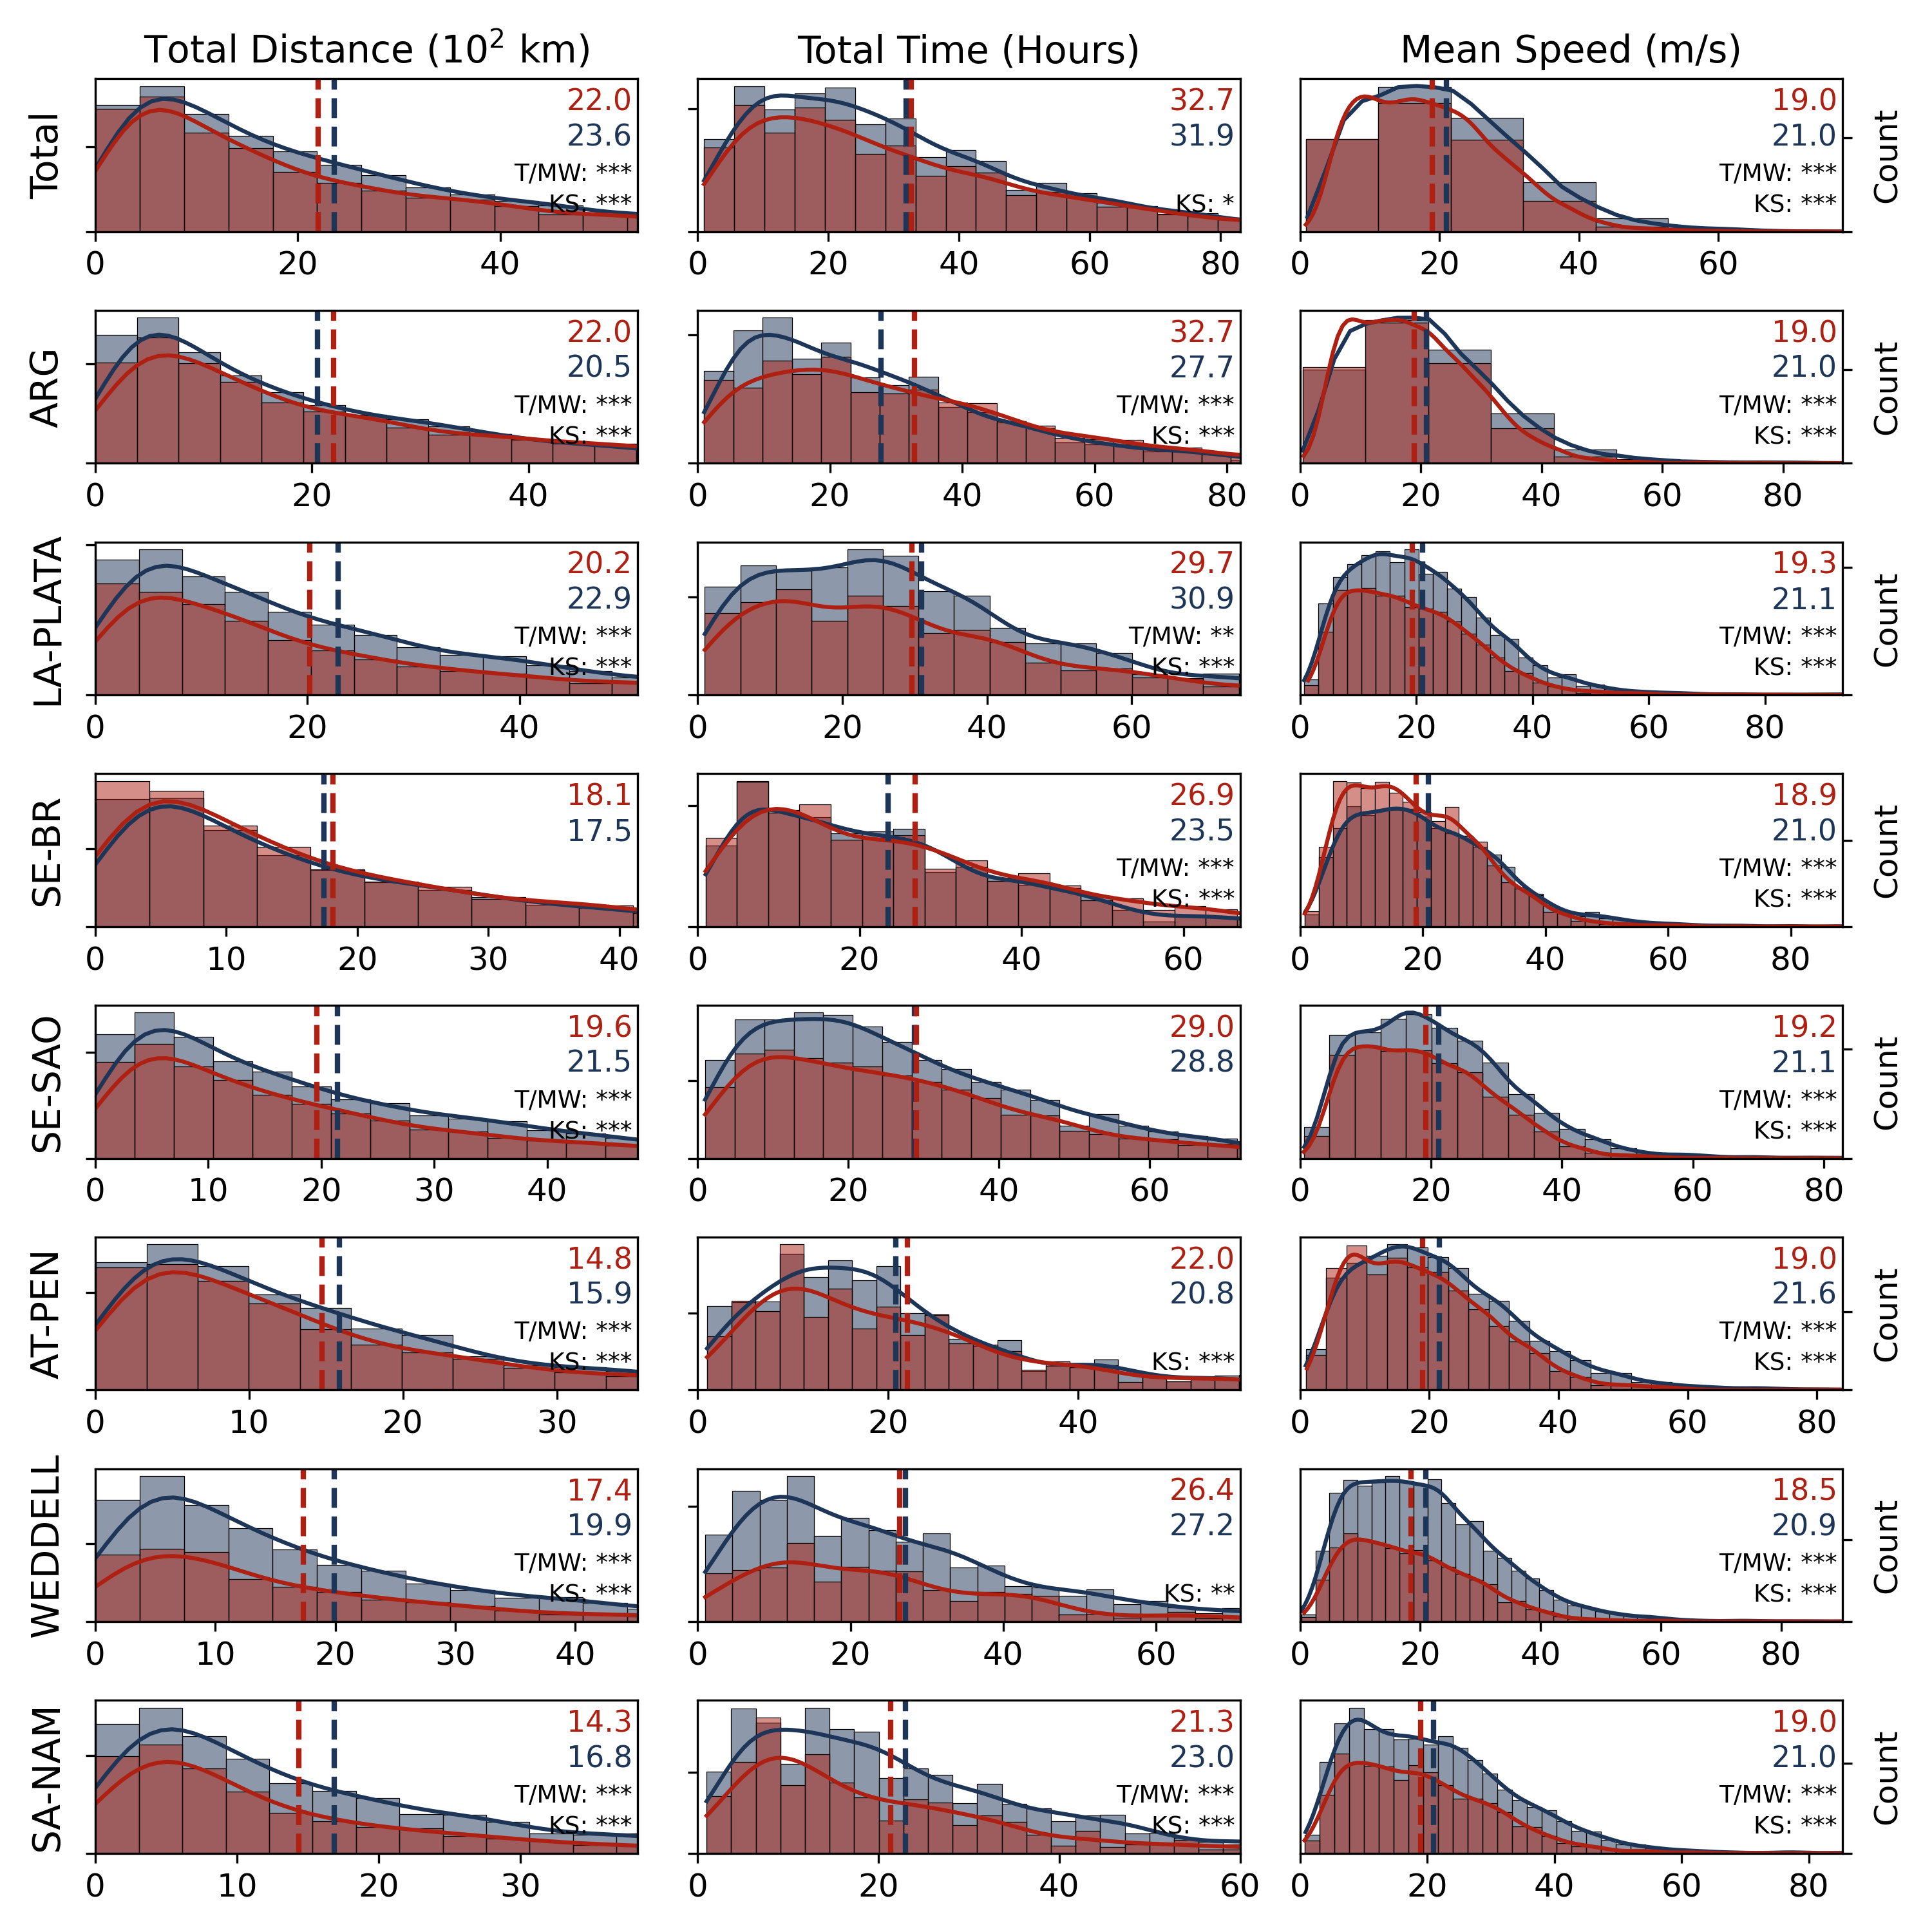 Total Distance (10² km)
Total Time (Hours)
Mean Speed (m/s)
Total
22.0
23.6
T/MW: ***
KS: ***
0 20 40
32.7
31.9
KS: *
0 20 40 60 80
19.0
21.0
T/MW: ***
KS: ***
0 20 40 60
Count
ARG
22.0
20.5
T/MW: ***
KS: ***
0 20 40
32.7
27.7
T/MW: ***
KS: ***
0 20 40 60 80
19.0
21.0
T/MW: ***
KS: ***
0 20 40 60 80
Count
LA-PLATA
20.2
22.9
T/MW: ***
KS: ***
0 20 40
29.7
30.9
T/MW: **
KS: ***
0 20 40 60
19.3
21.1
T/MW: ***
KS: ***
0 20 40 60 80
Count
SE-BR
18.1
17.5
0 10 20 30 40
26.9
23.5
T/MW: ***
KS: ***
0 20 40 60
18.9
21.0
T/MW: ***
KS: ***
0 20 40 60 80
Count
SE-SAO
19.6
21.5
T/MW: ***
KS: ***
0 10 20 30 40
29.0
28.8
0 20 40 60
19.2
21.1
T/MW: ***
KS: ***
0 20 40 60 80
Count
AT-PEN
14.8
15.9
T/MW: ***
KS: ***
0 10 20 30
22.0
20.8
KS: ***
0 20 40
19.0
21.6
T/MW: ***
KS: ***
0 20 40 60 80
Count
WEDDELL
17.4
19.9
T/MW: ***
KS: ***
0 10 20 30 40
26.4
27.2
KS: **
0 20 40 60
18.5
20.9
T/MW: ***
KS: ***
0 20 40 60 80
Count
SA-NAM
14.3
16.8
T/MW: ***
KS: ***
0 10 20 30
21.3
23.0
T/MW: ***
KS: ***
0 20 40 60
19.0
21.0
T/MW: ***
KS: ***
0 20 40 60 80
Count